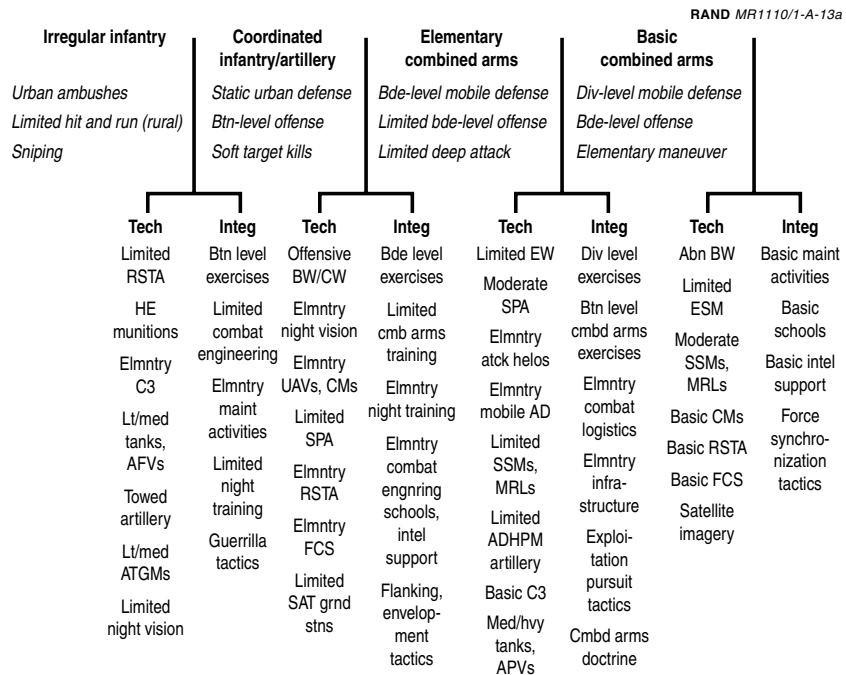 RAND MR1110/1-A-13a
Irregular infantry
Urban ambushes
Limited hit and run (rural)
Sniping
Coordinated
infantry/artillery
Static urban defense
Btn-level offense
Soft target kills
Elementary
combined arms
Bde-level mobile defense
Limited bde-level offense
Limited deep attack
Basic
combined arms
Div-level mobile defense
Bde-level offense
Elementary maneuver
Tech
Limited
RSTA
HE
munitions
Elmntry
C3
Lt/med
tanks,
AFVs
Towed
artillery
Lt/med
ATGMs
Limited
night vision
Integ
Btn level
exercises
Limited
combat
engineering
Elmntry
maint
activities
Limited
night
training
Guerrilla
tactics
Tech
Offensive
BW/CW
Elmntry
night vision
Elmntry
UAVs, CMs
Limited
SPA
Elmntry
RSTA
Elmntry
FCS
Limited
SAT grnd
stns
Integ
Bde level
exercises
Limited
cmb arms
training
Elmntry
night training
Elmntry
combat
engnring
schools,
intel
support
Flanking,
envelop-
ment
tactics
Tech
Limited EW
Moderate
SPA
Elmntry
atck helos
Elmntry
mobile AD
Limited
SSMs,
MRLs
Limited
ADHPM
artillery
Basic C3
Med/hvy
tanks,
APVs
Integ
Div level
exercises
Btn level
cmbd arms
exercises
Elmntry
combat
logistics
Elmntry
infra-
structure
Exploi-
tation
pursuit
tactics
Cmbd arms
doctrine
Tech
Abn BW
Limited
ESM
Moderate
SSMs,
MRLs
Basic CMs
Basic RSTA
Basic FCS
Satellite
imagery
Integ
Basic maint
activities
Basic
schools
Basic intel
support
Force
synchro-
nization
tactics